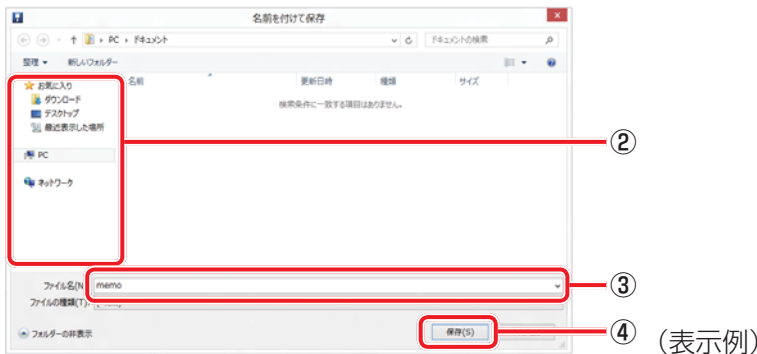 名前を付けて保存
PC ▸ ドキュメント
ドキュメントの検索
整理 ▼ 新しいフォルダー
お気に入り
ダウンロード
デスクトップ
最近表示した場所
PC
ネットワーク
名前 更新日時 種類 サイズ
検索条件に一致する項目はありません。
②
ファイル名(N memo
③
ファイルの種類(T):
フォルダーの非表示
保存(S)
④
(表示例)